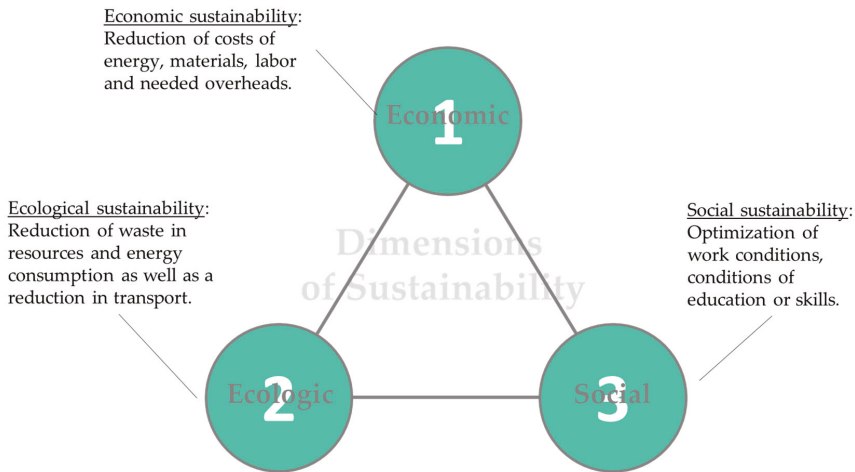 Economic sustainability:
Reduction of costs of
energy, materials, labor
and needed overheads.
Economic
1
Ecological sustainability:
Reduction of waste in
resources and energy
consumption as well as a
reduction in transport.
Dimensions
of Sustainability
Social sustainability:
Optimization of
work conditions,
conditions of
education or skills.
Ecologic
2
Social
3